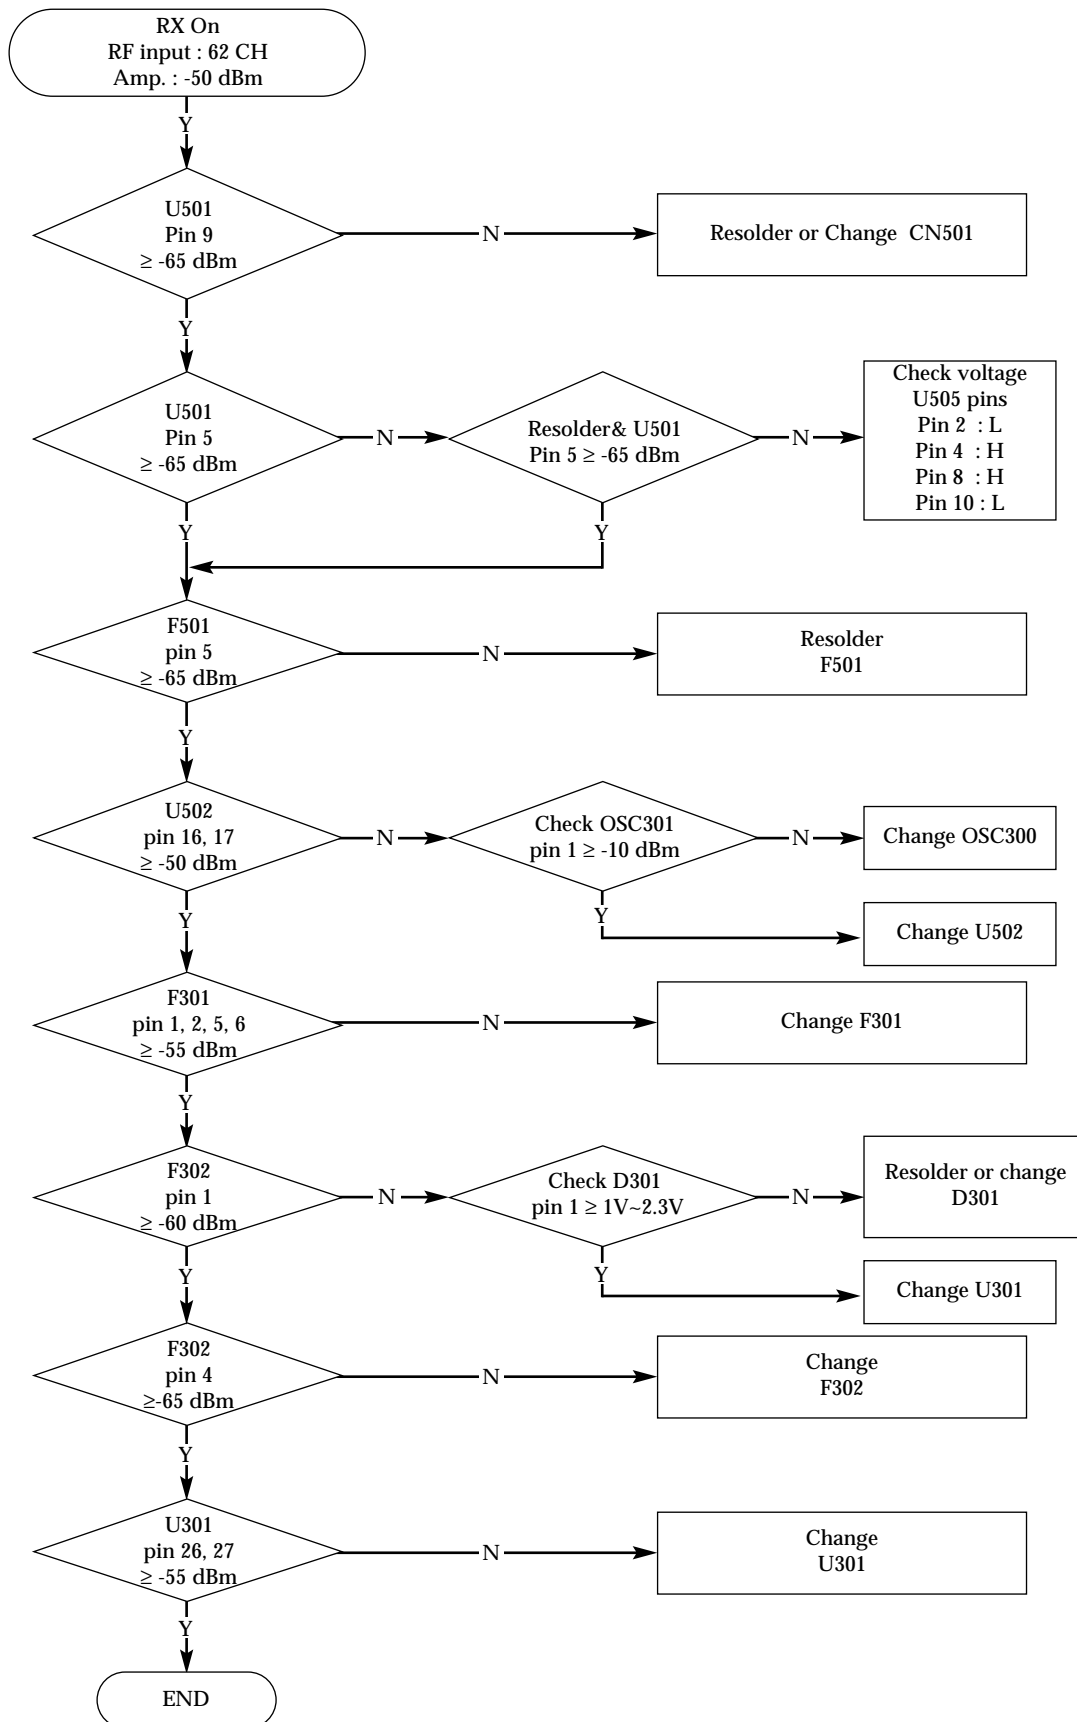 RX On
RF input : 62 CH
Amp. : -50 dBm
Y
U501
Pin 9
≥ -65 dBm
N
Resolder or Change CN501
Y
U501
Pin 5
≥ -65 dBm
N
Resolder& U501
Pin 5 ≥ -65 dBm
N
Check voltage
U505 pins
Pin 2 : L
Pin 4 : H
Pin 8 : H
Pin 10 : L
Y
Y
F501
pin 5
≥ -65 dBm
N
Resolder
F501
Y
U502
pin 16, 17
≥ -50 dBm
N
Check OSC301
pin 1 ≥ -10 dBm
N
Change OSC300
Y
Y
Change U502
F301
pin 1, 2, 5, 6
≥ -55 dBm
N
Change F301
Y
F302
pin 1
≥ -60 dBm
N
Check D301
pin 1 ≥ 1V~2.3V
N
Resolder or change
D301
Y
Y
Change U301
F302
pin 4
≥-65 dBm
N
Change
F302
Y
U301
pin 26, 27
≥ -55 dBm
N
Change
U301
Y
END